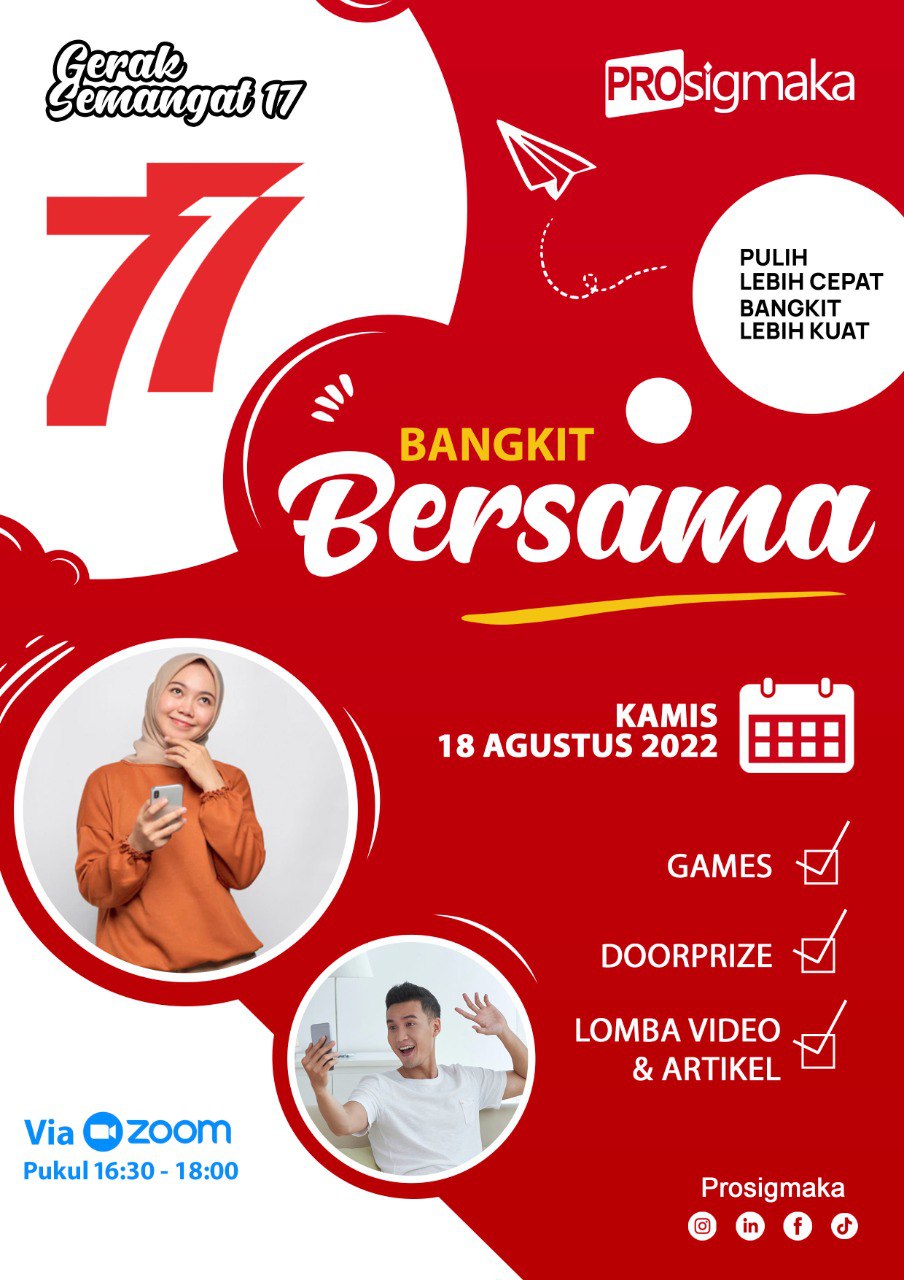 Gerak
Semangat 17
PROsigmaka
77
PULIH
LEBIH CEPAT
BANGKIT
LEBIH KUAT
BANGKIT
Bersama
KAMIS
18 AGUSTUS 2022
GAMES
DOORPRIZE
LOMBA VIDEO
& ARTIKEL
Via zoom
Pukul 16:30 - 18:00
Prosigmaka